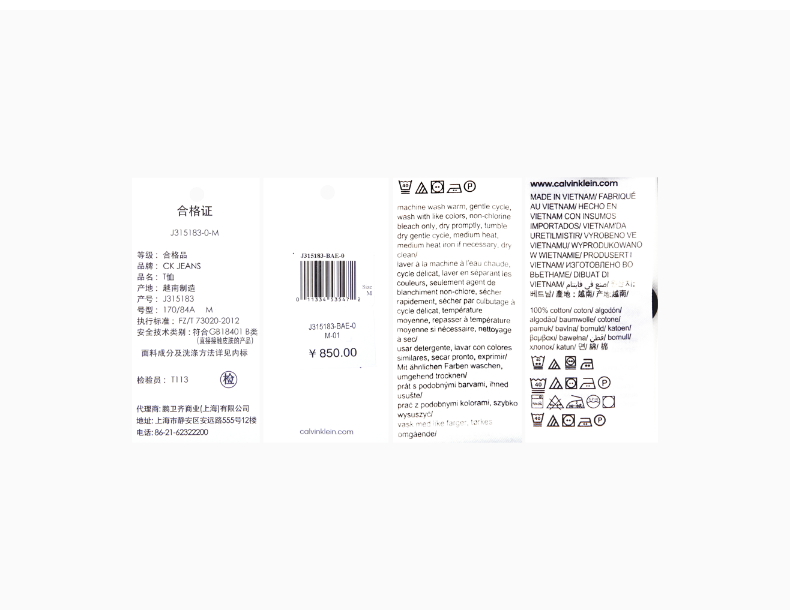 合格证
J315183-0-M
等级：合格品
品牌：CK JEANS
品名：T恤
产地：越南制造
产号：J315183
号型：170/84A M
执行标准：FZ/T 73020-2012
安全技术类别：符合GB18401 B类
(直接接触皮肤的产品)
面料成分及洗涤方法详见内标
检验员：T113
检
代理商：鹏卫齐商业(上海)有限公司
地址：上海市静安区安远路555号12楼
电话：86-21-62322200
J315183-BAE-0
Size
M
J315183-BAE-0
M-01
￥850.00
calvinklein.com
machine wash warm, gentle cycle,
wash with like colors, non-chlorine
bleach only, dry promptly, tumble
dry gentle cycle, medium heat,
medium heat iron if necessary, dry
clean/
laver à la machine à l'eau chaude,
cycle délicat, laver en séparant les
couleurs, seulement agent de
blanchiment non-chlore, sécher
rapidement, sécher par culbutage à
cycle délicat, température
moyenne, repasser à température
moyenne si nécessaire, nettoyage
à sec/
usar detergente, lavar con colores
similares, secar pronto, exprimir/
Mit ähnlichen Farben waschen,
umgehend trocknen/
prát s podobnými barvami, ihned
usušte/
prać z podobnymi kolorami, szybko
wysuszyć/
vask med like farger, tørkes
omgående/
www.calvinklein.com
MADE IN VIETNAM/ FABRIQUÉ
AU VIETNAM/ HECHO EN
VIETNAM CON INSUMOS
IMPORTADOS/ VIETNAM'DA
URETILMISTIR/ VYROBENO VE
VIETNAMU/ WYPRODUKOWANO
W WIETNAMIE/ PRODUSERT I
VIETNAM/ ИЗГОТОВЛЕНО ВО
ВЬЕТНАМЕ/ DIBUAT DI
VIETNAM/ صنع في فيتنام/
베트남/ 產地：越南/ 产地:越南/
100% cotton/ coton/ algodón/
algodão/ baumwolle/ cotone/
pamuk/ bavlna/ bomuld/ katoen/
βαμβακι/ bawełna/ قطن/ bomull/
хлопок/ katun/ 면/ 綿/ 棉